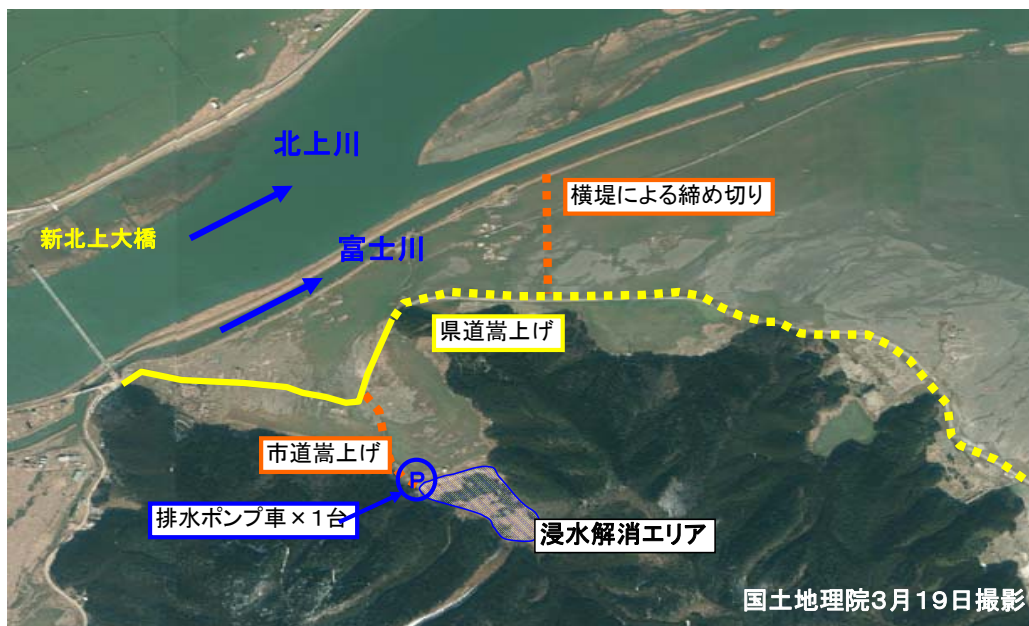 北上川
横堤による締め切り
新北上大橋
富士川
県道嵩上げ
市道嵩上げ
P
排水ポンプ車×1台
浸水解消エリア
国土地理院3月19日撮影